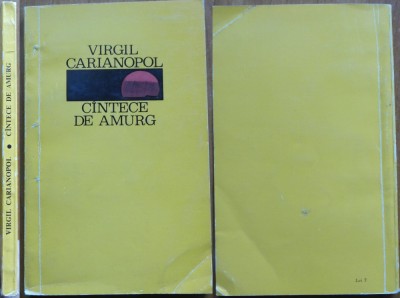 VIRGIL CARIANOPOL ● CÎNTECE DE AMURG
VIRGIL
CARIANOPOL
CÎNTECE
DE AMURG